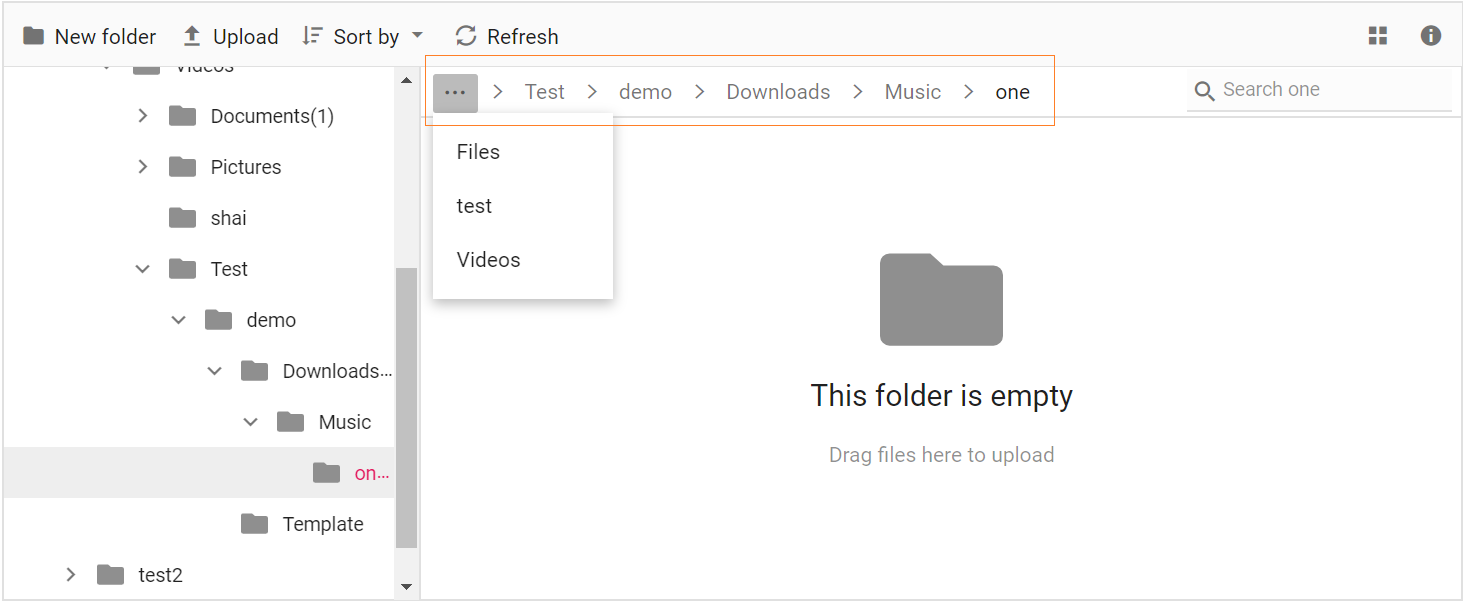 New folder Upload Sort by Refresh
Videos
Documents(1)
Pictures
shai
Test
demo
Downloads...
Music
on...
Template
test2
... > Test > demo > Downloads > Music > one
Search one
Files
test
Videos
This folder is empty
Drag files here to upload